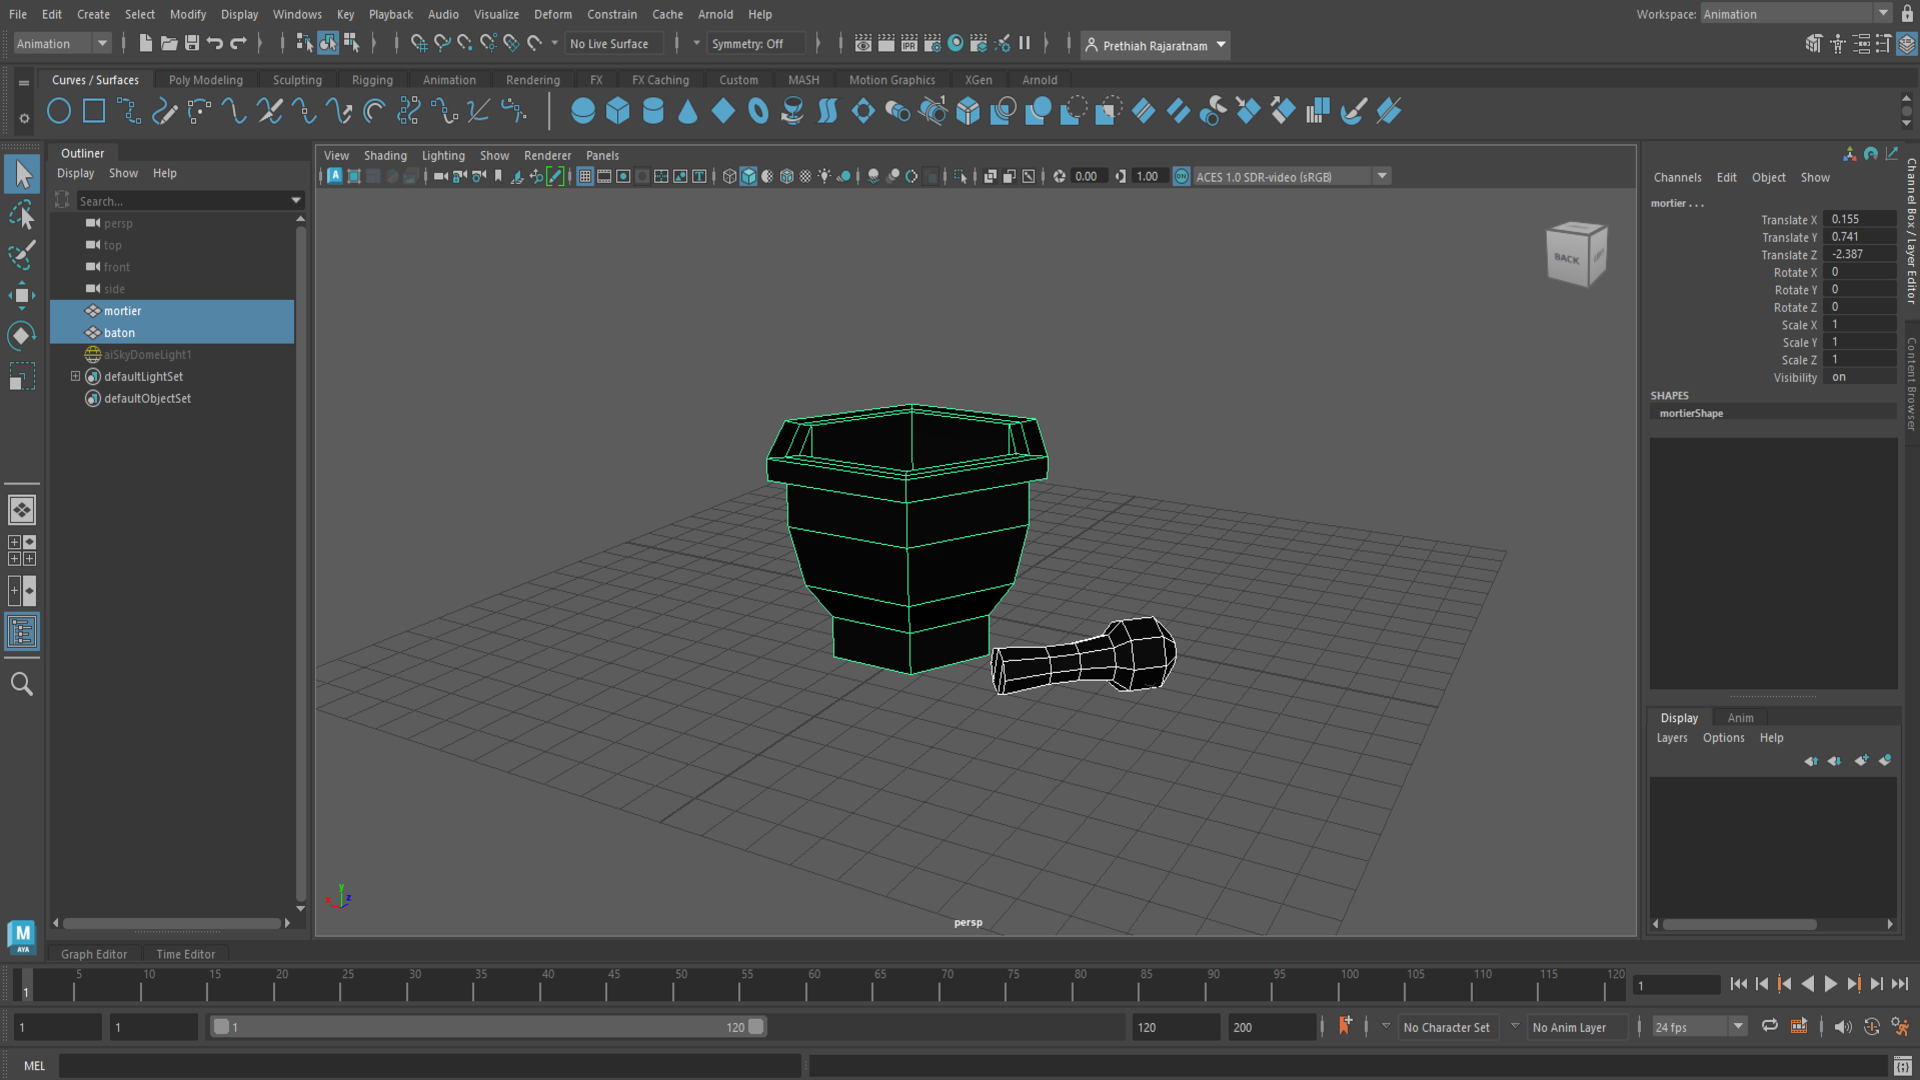 File Edit Create Select Modify Display Windows Key Playback Audio Visualize Deform Constrain Cache Arnold Help
Workspace: Animation
Animation
No Live Surface
Symmetry: Off
IPR
Prethiah Rajaratnam
Curves / Surfaces Poly Modeling Sculpting Rigging Animation Rendering FX FX Caching Custom MASH Motion Graphics XGen Arnold
Outliner
Display Show Help
Search...
persp
top
front
side
mortier
baton
aiSkyDomeLight1
defaultLightSet
defaultObjectSet
View Shading Lighting Show Renderer Panels
0.00
1.00
ON
ACES 1.0 SDR-video (sRGB)
BACK
y
x
z
persp
Channels Edit Object Show
mortier . . .
Translate X 0.155
Translate Y 0.741
Translate Z -2.387
Rotate X 0
Rotate Y 0
Rotate Z 0
Scale X 1
Scale Y 1
Scale Z 1
Visibility on
SHAPES
mortierShape
Channel Box / Layer Editor
Content Browser
Display Anim
Layers Options Help
M
AYA
Graph Editor Time Editor
5 10 15 20 25 30 35 40 45 50 55 60 65 70 75 80 85 90 95 100 105 110 115 120
1
1
1
1
1
120
120
200
No Character Set
No Anim Layer
24 fps
MEL